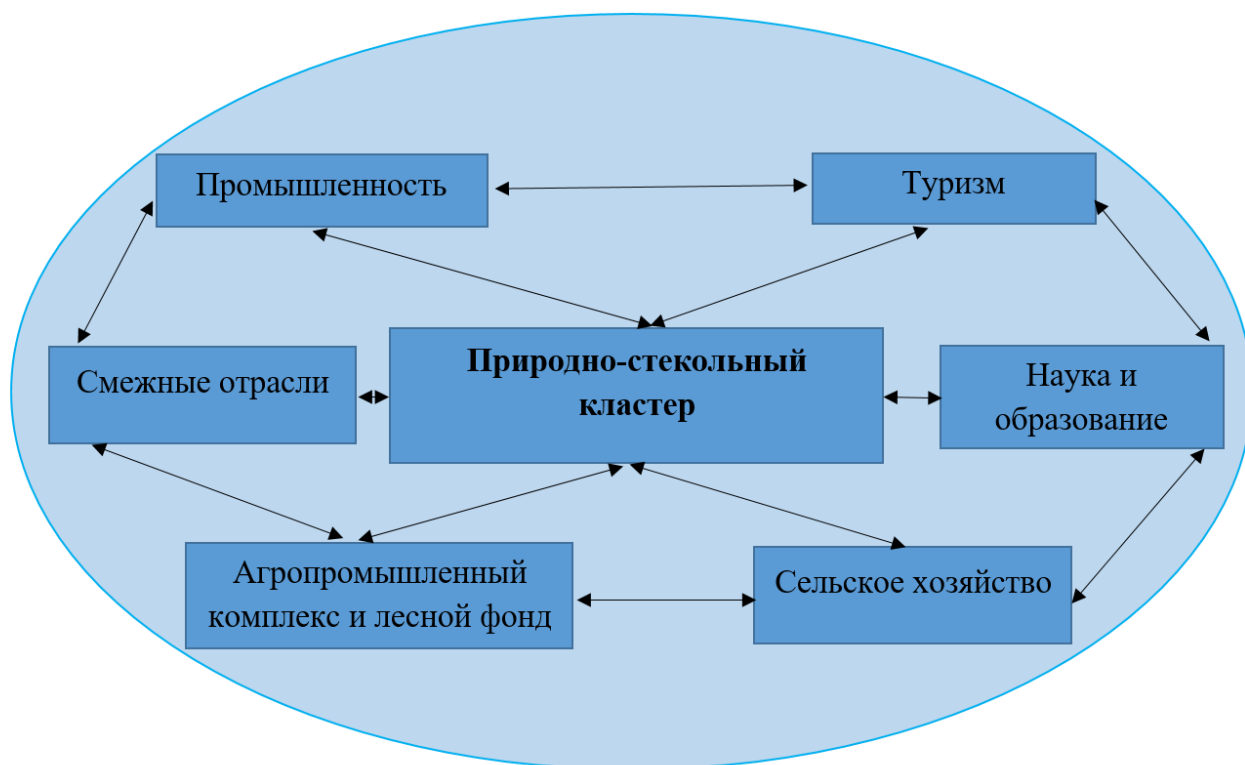 Промышленность
Туризм
Природно-стекольный
кластер
Смежные отрасли
Наука и
образование
Агропромышленный
комплекс и лесной фонд
Сельское хозяйство